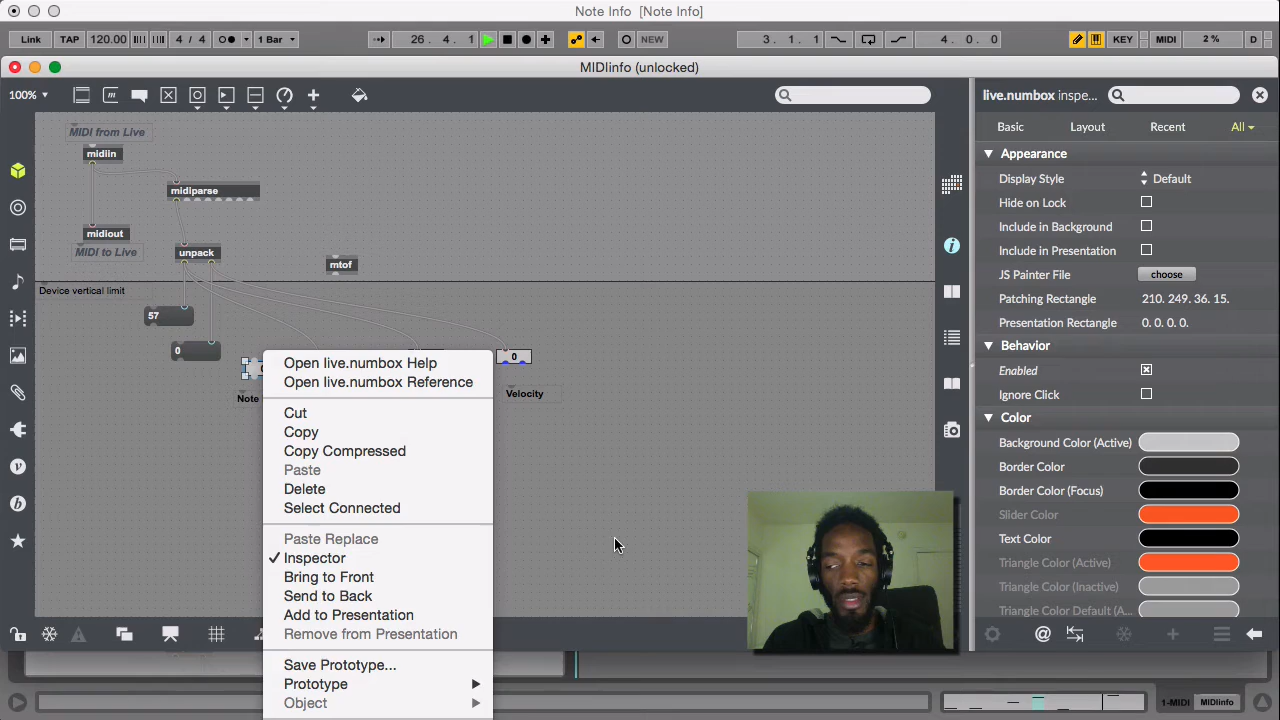 Note Info [Note Info]
Link TAP 120.00 4 / 4 1 Bar 26. 4. 1 NEW 3. 1. 1 4. 0. 0 KEY MIDI 2 % D
MIDIinfo (unlocked)
100%
live.numbox inspe...
Basic Layout Recent All
MIDI from Live
midiin
midiparse
midiout
MIDI to Live
unpack
mtof
Device vertical limit
57
0
0
Note
Velocity
Open live.numbox Help
Open live.numbox Reference
Cut
Copy
Copy Compressed
Paste
Delete
Select Connected
Paste Replace
Inspector
Bring to Front
Send to Back
Add to Presentation
Remove from Presentation
Save Prototype...
Prototype
Object
Appearance
Display Style Default
Hide on Lock
Include in Background
Include in Presentation
JS Painter File choose
Patching Rectangle 210. 249. 36. 15.
Presentation Rectangle 0. 0. 0. 0.
Behavior
Enabled
Ignore Click
Color
Background Color (Active)
Border Color
Border Color (Focus)
Slider Color
Text Color
Triangle Color (Active)
Triangle Color (Inactive)
Triangle Color Default (A...
1-MIDI MIDIinfo